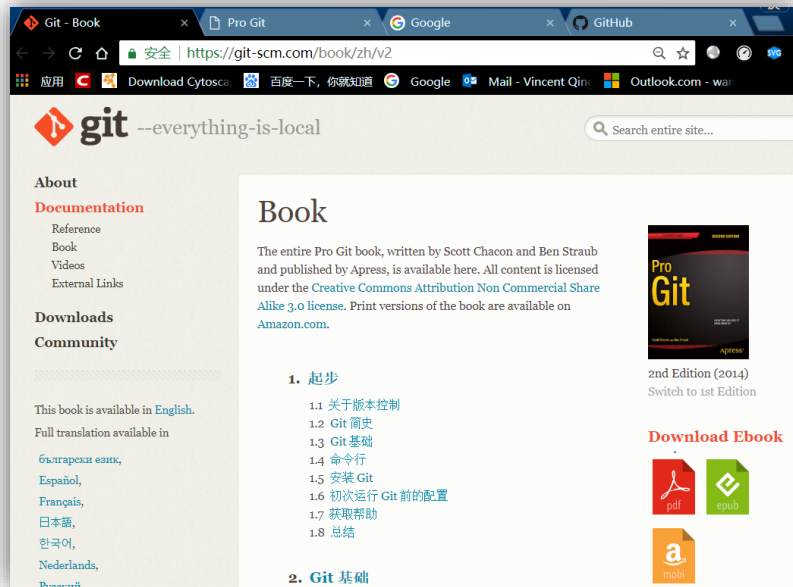 Git - Book
Pro Git
Google
GitHub
安全 | https://git-scm.com/book/zh/v2
SVG
应用
Download Cytosca
百度一下，你就知道
Google
Mail - Vincent Qin
Outlook.com - wan
git --everything-is-local
Search entire site...
About
Documentation
Reference
Book
Videos
External Links
Downloads
Community
This book is available in English.
Full translation available in
български език,
Español,
Français,
日本語,
한국어,
Nederlands,
Русский
Book
The entire Pro Git book, written by Scott Chacon and Ben Straub
and published by Apress, is available here. All content is licensed
under the Creative Commons Attribution Non Commercial Share
Alike 3.0 license. Print versions of the book are available on
Amazon.com.
1. 起步
1.1 关于版本控制
1.2 Git 简史
1.3 Git 基础
1.4 命令行
1.5 安装 Git
1.6 初次运行 Git 前的配置
1.7 获取帮助
1.8 总结
2. Git 基础
Pro
Git
Apress
2nd Edition (2014)
Switch to 1st Edition
Download Ebook
pdf
epub
a
mobi